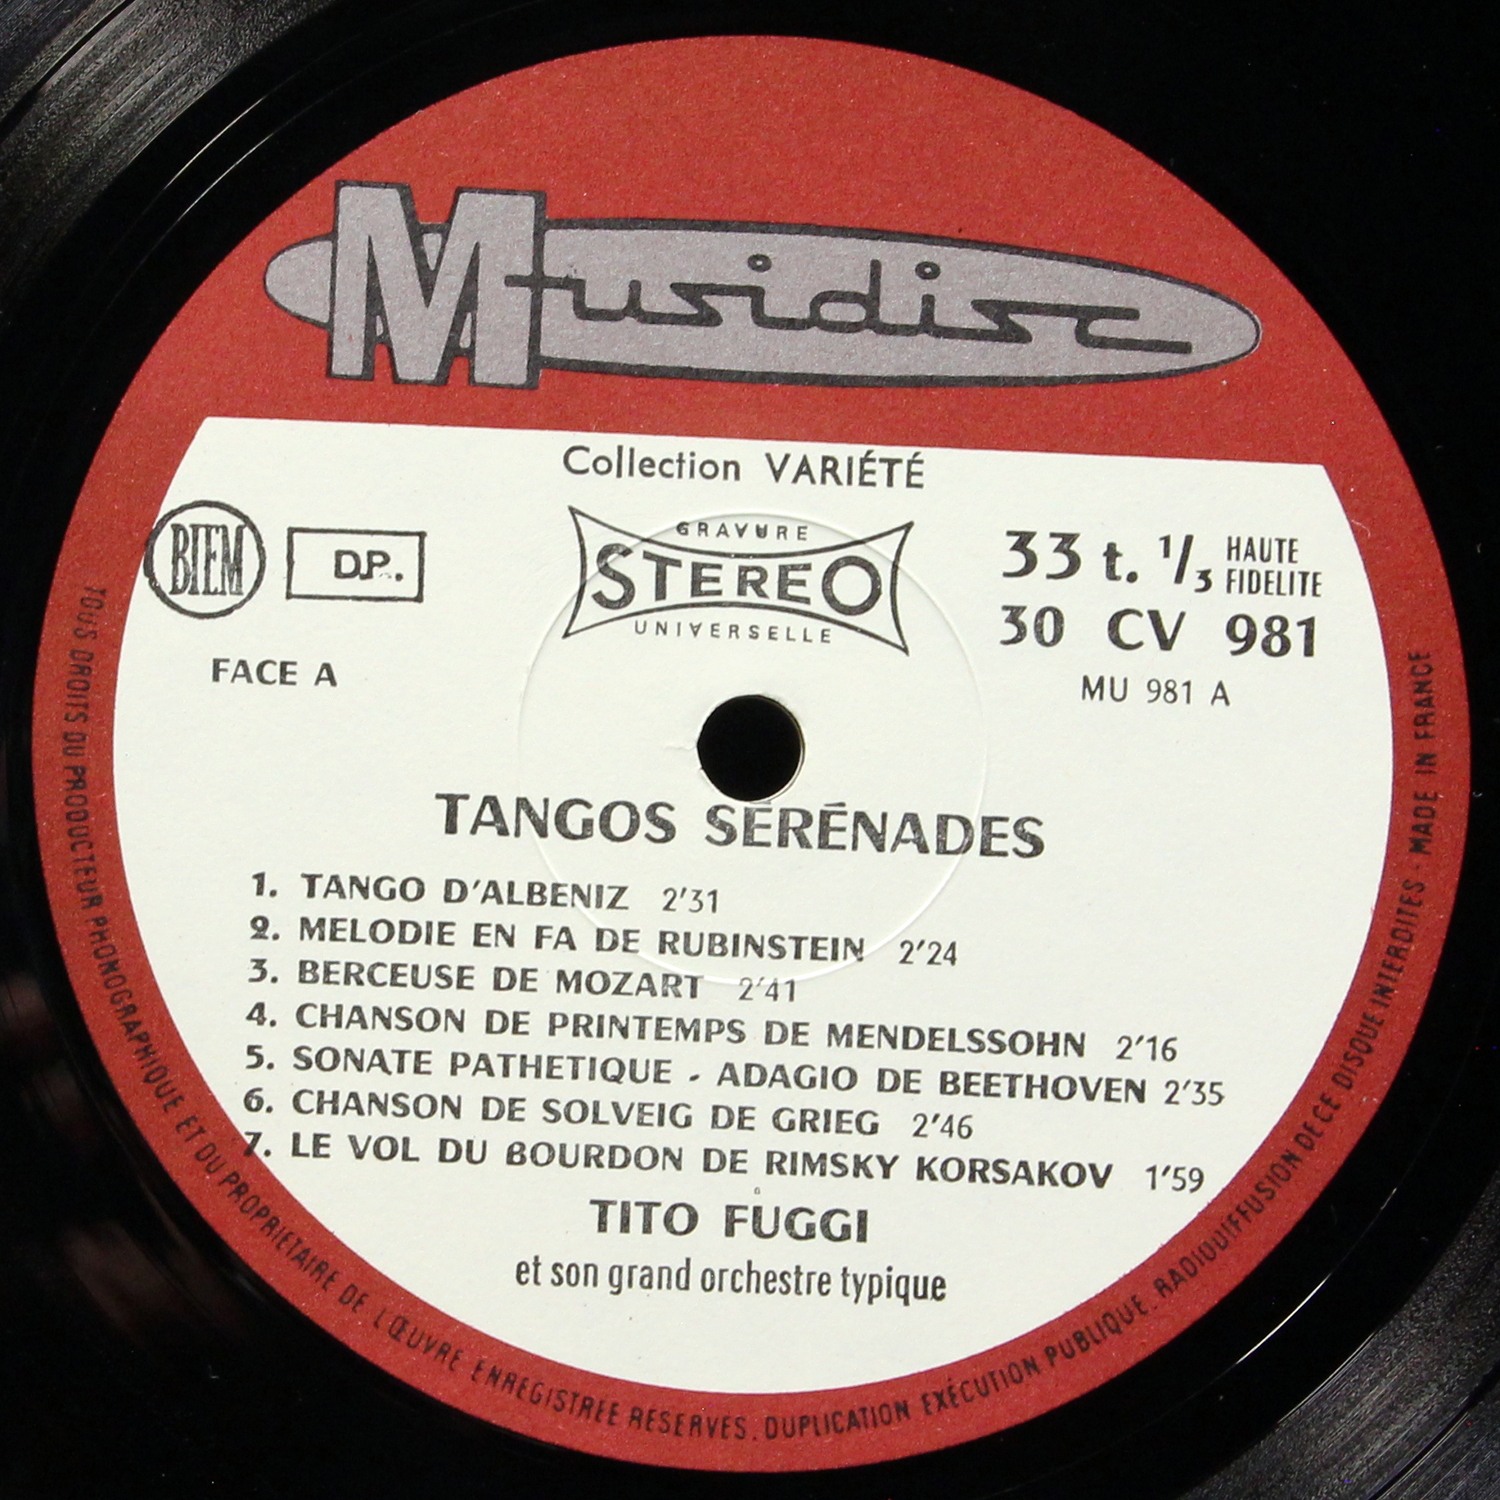 Musidisc
Collection VARIÉTÉ
BIEM
D.P.
GRAVURE
STEREO
UNIVERSELLE
33 t. 1/3 HAUTE FIDELITE
30 CV 981
MU 981 A
FACE A
TANGOS SÉRÉNADES
1. TANGO D'ALBENIZ 2'31
2. MELODIE EN FA DE RUBINSTEIN 2'24
3. BERCEUSE DE MOZART 2'41
4. CHANSON DE PRINTEMPS DE MENDELSSOHN 2'16
5. SONATE PATHETIQUE - ADAGIO DE BEETHOVEN 2'35
6. CHANSON DE SOLVEIG DE GRIEG 2'46
7. LE VOL DU BOURDON DE RIMSKY KORSAKOV 1'59
TITO FUGGI
et son grand orchestre typique
TOUS DROITS DU PRODUCTEUR PHONOGRAPHIQUE ET DU PROPRIÉTAIRE DE L'ŒUVRE ENREGISTRÉE RÉSERVÉS. DUPLICATION EXÉCUTION PUBLIQUE. RADIODIFFUSION DE CE DISQUE INTERDITES · MADE IN FRANCE